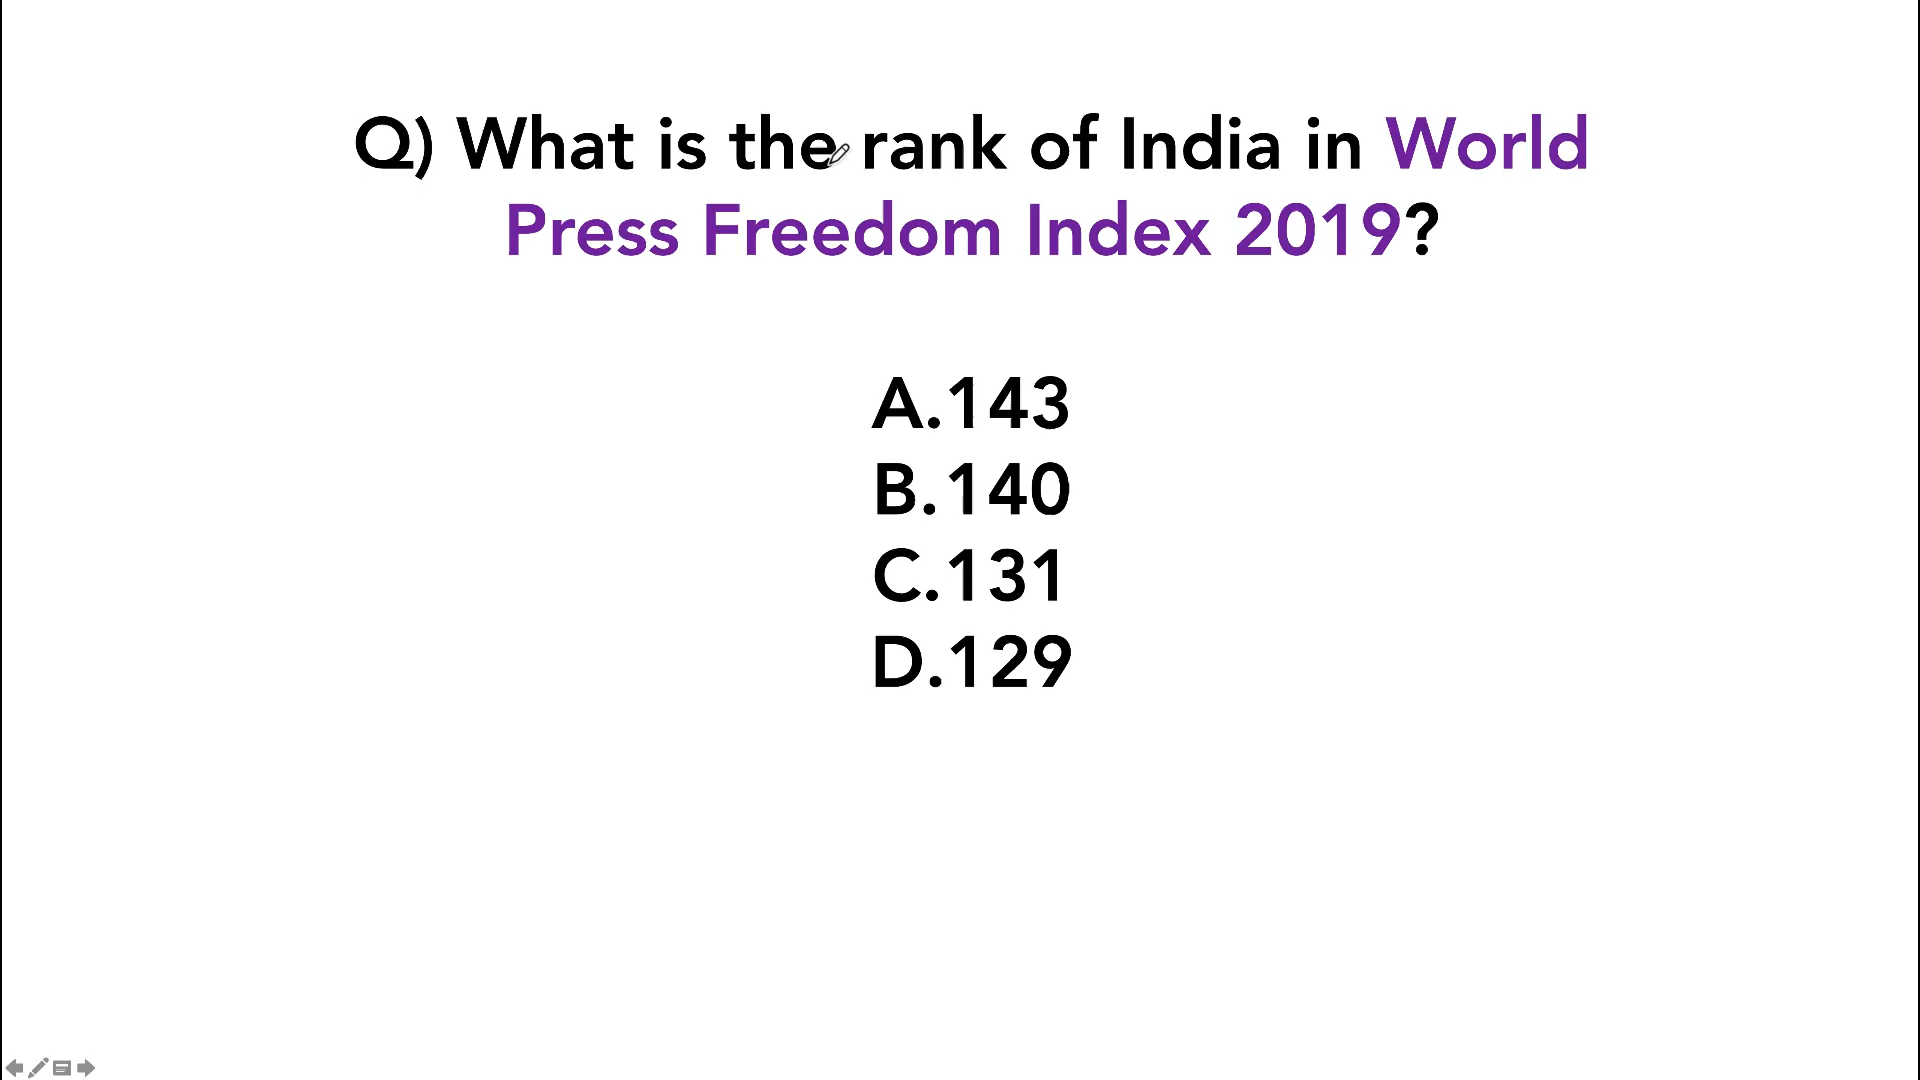 Q) What is the rank of India in World
Press Freedom Index 2019?
A.143
B.140
C.131
D.129